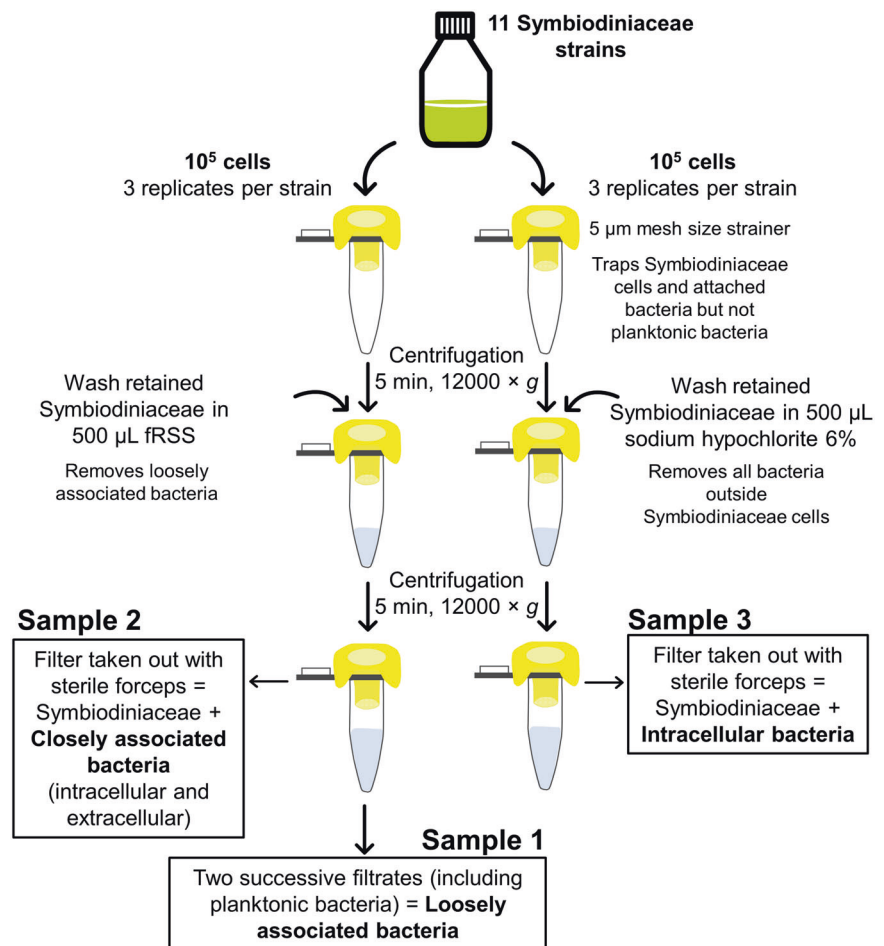 11 Symbiodiniaceae
strains
10⁵ cells
3 replicates per strain
10⁵ cells
3 replicates per strain
5 µm mesh size strainer
Traps Symbiodiniaceae
cells and attached
bacteria but not
planktonic bacteria
Centrifugation
5 min, 12000 × g
Wash retained
Symbiodiniaceae in
500 µL fRSS
Removes loosely
associated bacteria
Wash retained
Symbiodiniaceae in 500 µL
sodium hypochlorite 6%
Removes all bacteria
outside
Symbiodiniaceae cells
Centrifugation
5 min, 12000 × g
Sample 2
Filter taken out with
sterile forceps =
Symbiodiniaceae +
Closely associated
bacteria
(intracellular and
extracellular)
Sample 3
Filter taken out with
sterile forceps =
Symbiodiniaceae +
Intracellular bacteria
Sample 1
Two successive filtrates (including
planktonic bacteria) = Loosely
associated bacteria